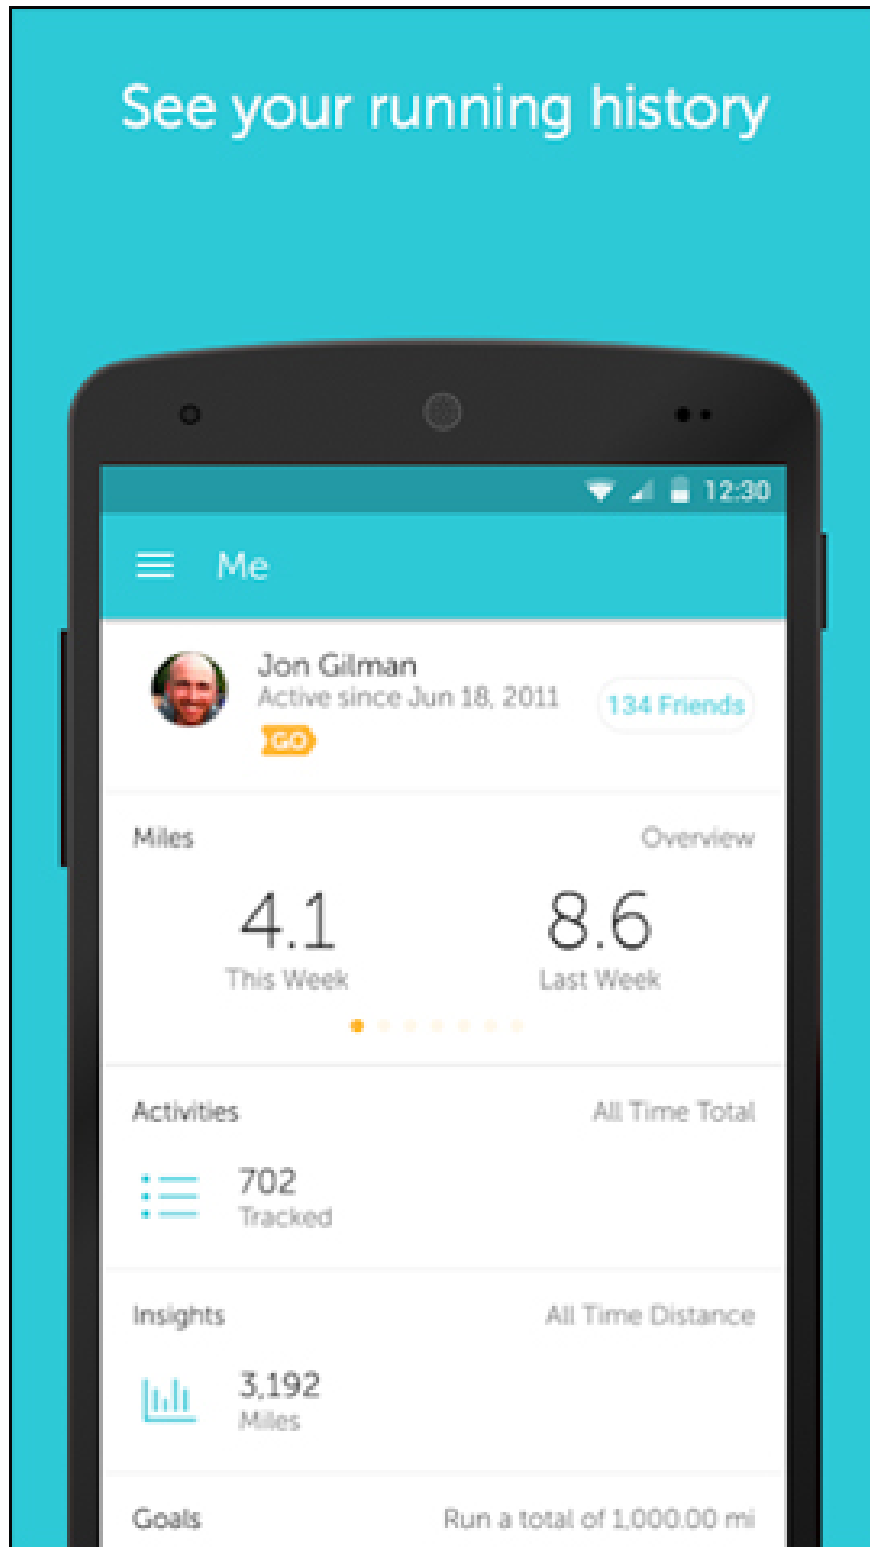 See your running history
12:30
Me
Jon Gilman
Active since Jun 18, 2011
134 Friends
GO
Miles
Overview
4.1
8.6
This Week
Last Week
Activities
All Time Total
702
Tracked
Insights
All Time Distance
3,192
Miles
Goals
Run a total of 1,000.00 mi